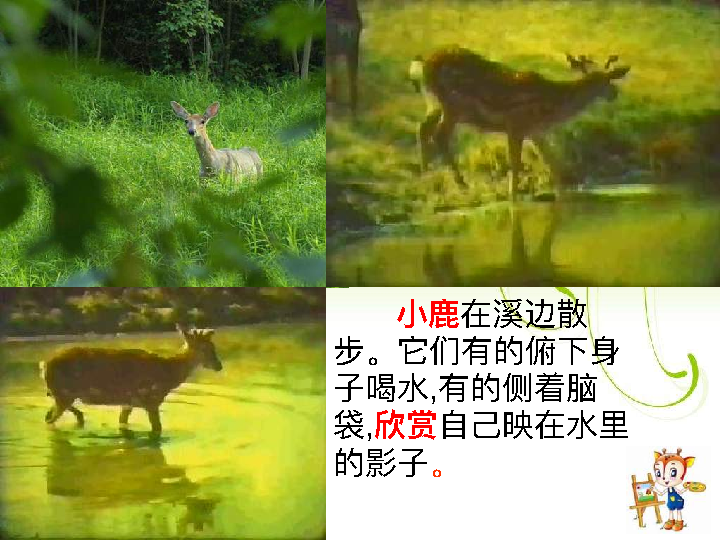 小鹿在溪边散
步。它们有的俯下身
子喝水,有的侧着脑
袋,欣赏自己映在水里
的影子。